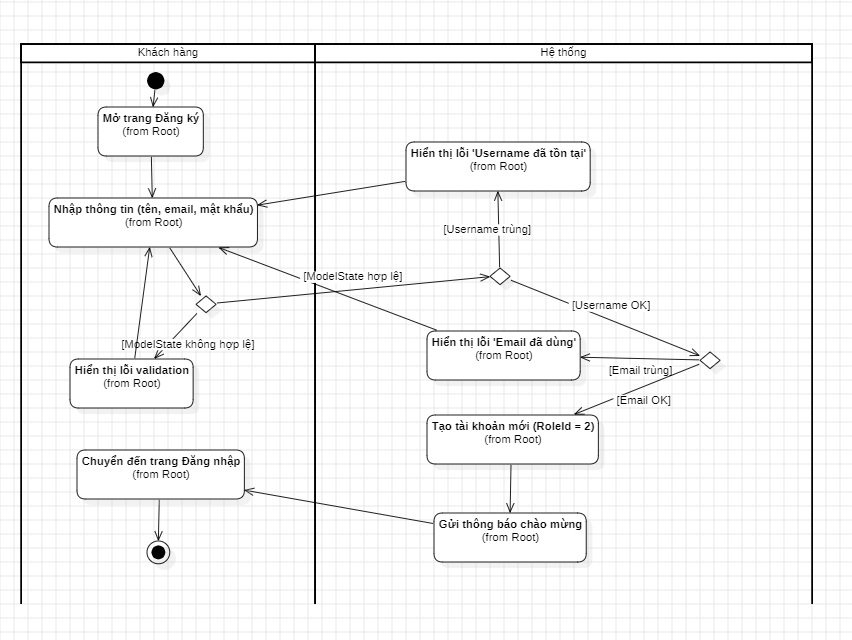 Khách hàng
Hệ thống
Mở trang Đăng ký
(from Root)
Hiển thị lỗi 'Username đã tồn tại'
(from Root)
Nhập thông tin (tên, email, mật khẩu)
(from Root)
[Username trùng]
[ModelState hợp lệ]
[Username OK]
[ModelState không hợp lệ]
Hiển thị lỗi 'Email đã dùng'
(from Root)
Hiển thị lỗi validation
(from Root)
[Email trùng]
[Email OK]
Tạo tài khoản mới (RoleId = 2)
(from Root)
Chuyển đến trang Đăng nhập
(from Root)
Gửi thông báo chào mừng
(from Root)